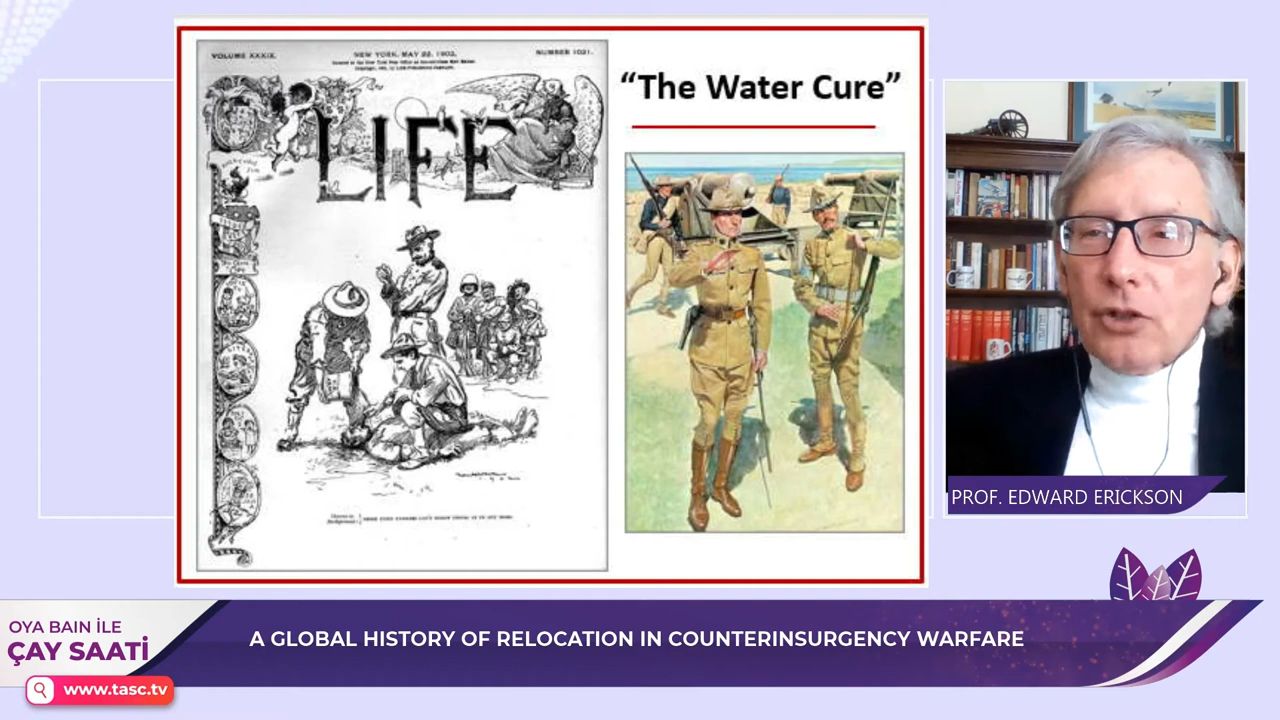 VOLUME XXXIX.
NEW YORK, MAY 22, 1902.
NUMBER 1021.
LIFE
“The Water Cure”
PROF. EDWARD ERICKSON
OYA BAIN İLE
ÇAY SAATİ
A GLOBAL HISTORY OF RELOCATION IN COUNTERINSURGENCY WARFARE
www.tasc.tv